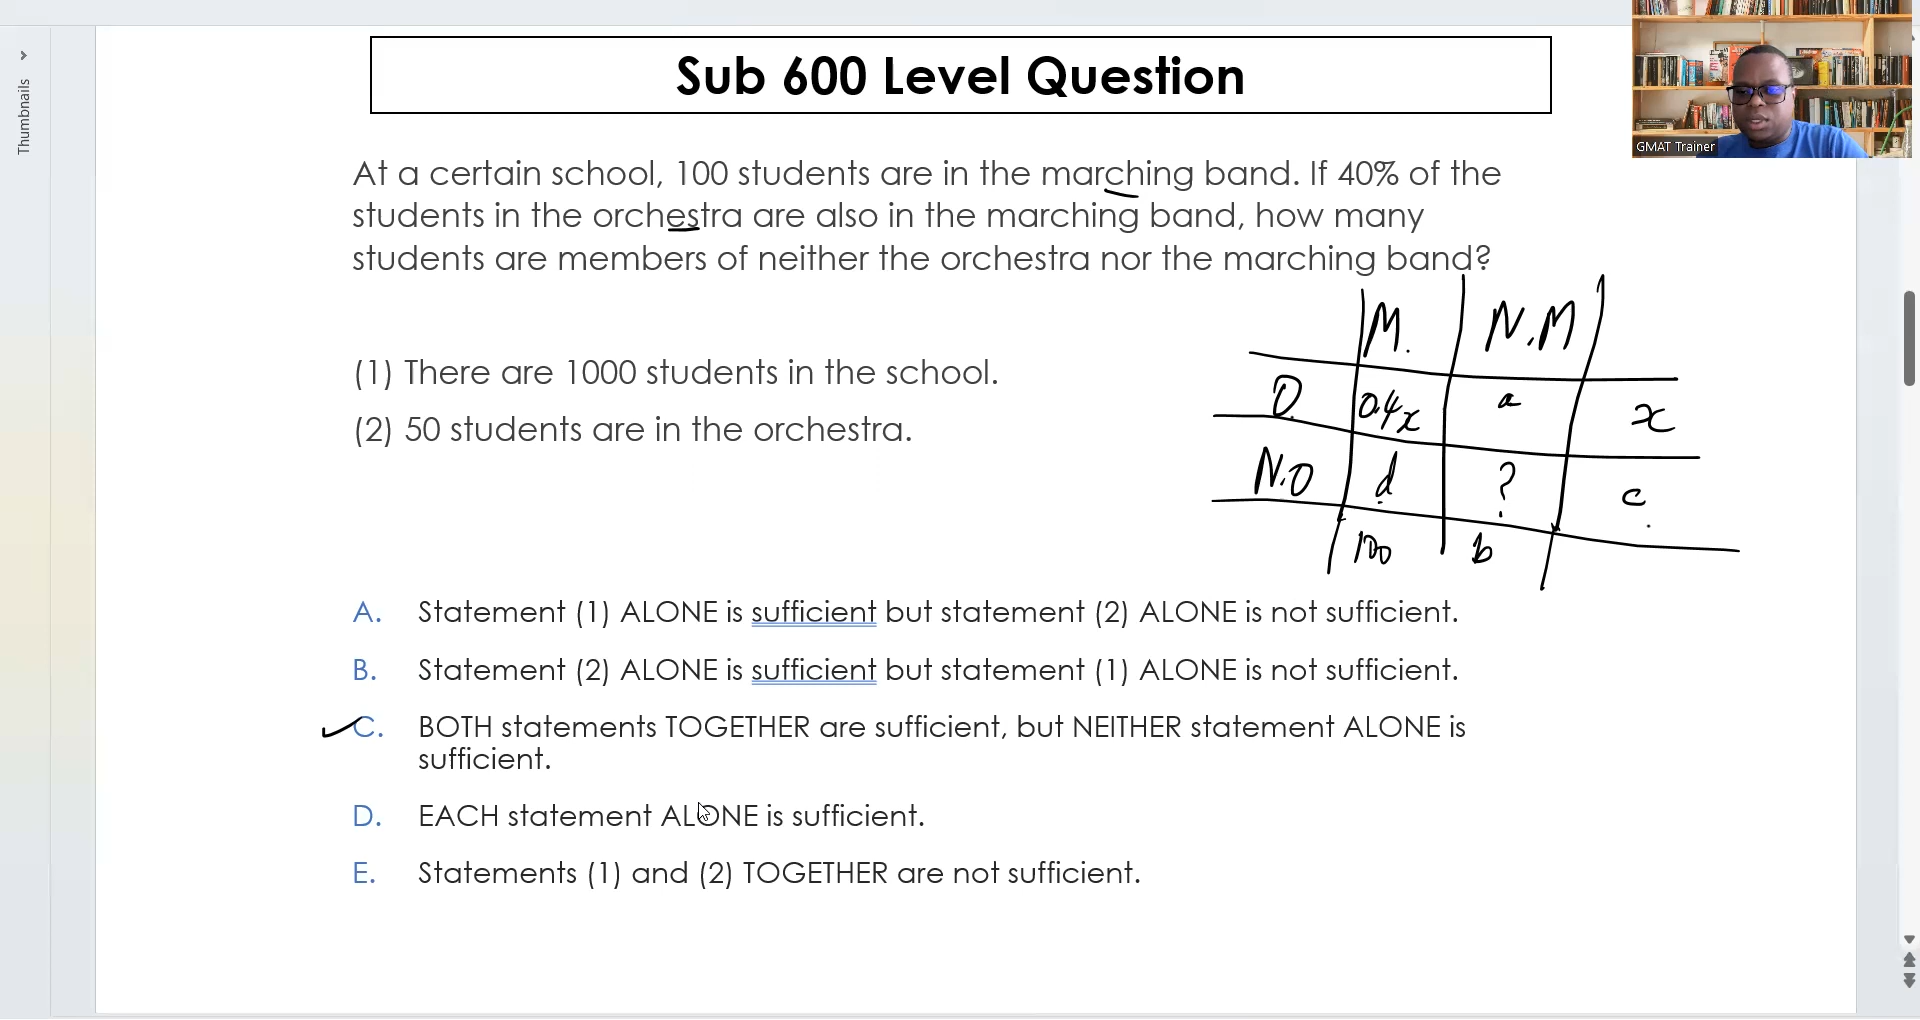 Thumbnails
Sub 600 Level Question
GMAT Trainer
At a certain school, 100 students are in the marching band. If 40% of the
students in the orchestra are also in the marching band, how many
students are members of neither the orchestra nor the marching band?
(1) There are 1000 students in the school.
(2) 50 students are in the orchestra.
M. N.M
O 0.4x a x
N.O d ? c
100 b
A. Statement (1) ALONE is sufficient but statement (2) ALONE is not sufficient.
B. Statement (2) ALONE is sufficient but statement (1) ALONE is not sufficient.
C. BOTH statements TOGETHER are sufficient, but NEITHER statement ALONE is
sufficient.
D. EACH statement ALONE is sufficient.
E. Statements (1) and (2) TOGETHER are not sufficient.